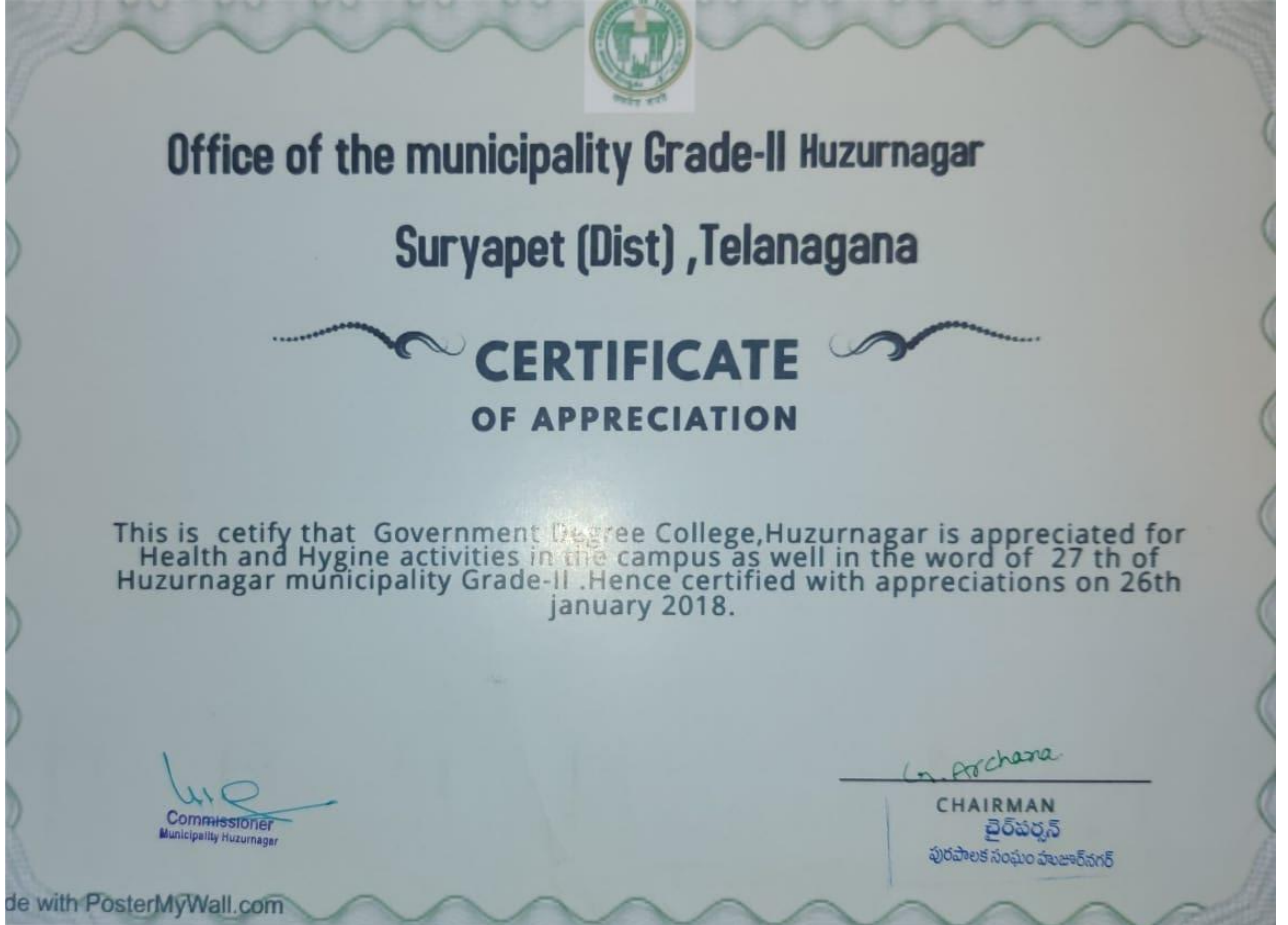 Office of the municipality Grade-II Huzurnagar
Suryapet (Dist) ,Telanagana
CERTIFICATE
OF APPRECIATION
This is cetify that Government Degree College,Huzurnagar is appreciated for
Health and Hygine activities in the campus as well in the word of 27 th of
Huzurnagar municipality Grade-II .Hence certified with appreciations on 26th
january 2018.
Commissioner
Municipality Huzurnagar
G. Archana
CHAIRMAN
చైర్‌పర్సన్
పురపాలక సంఘం హుజూర్‌నగర్
de with PosterMyWall.com